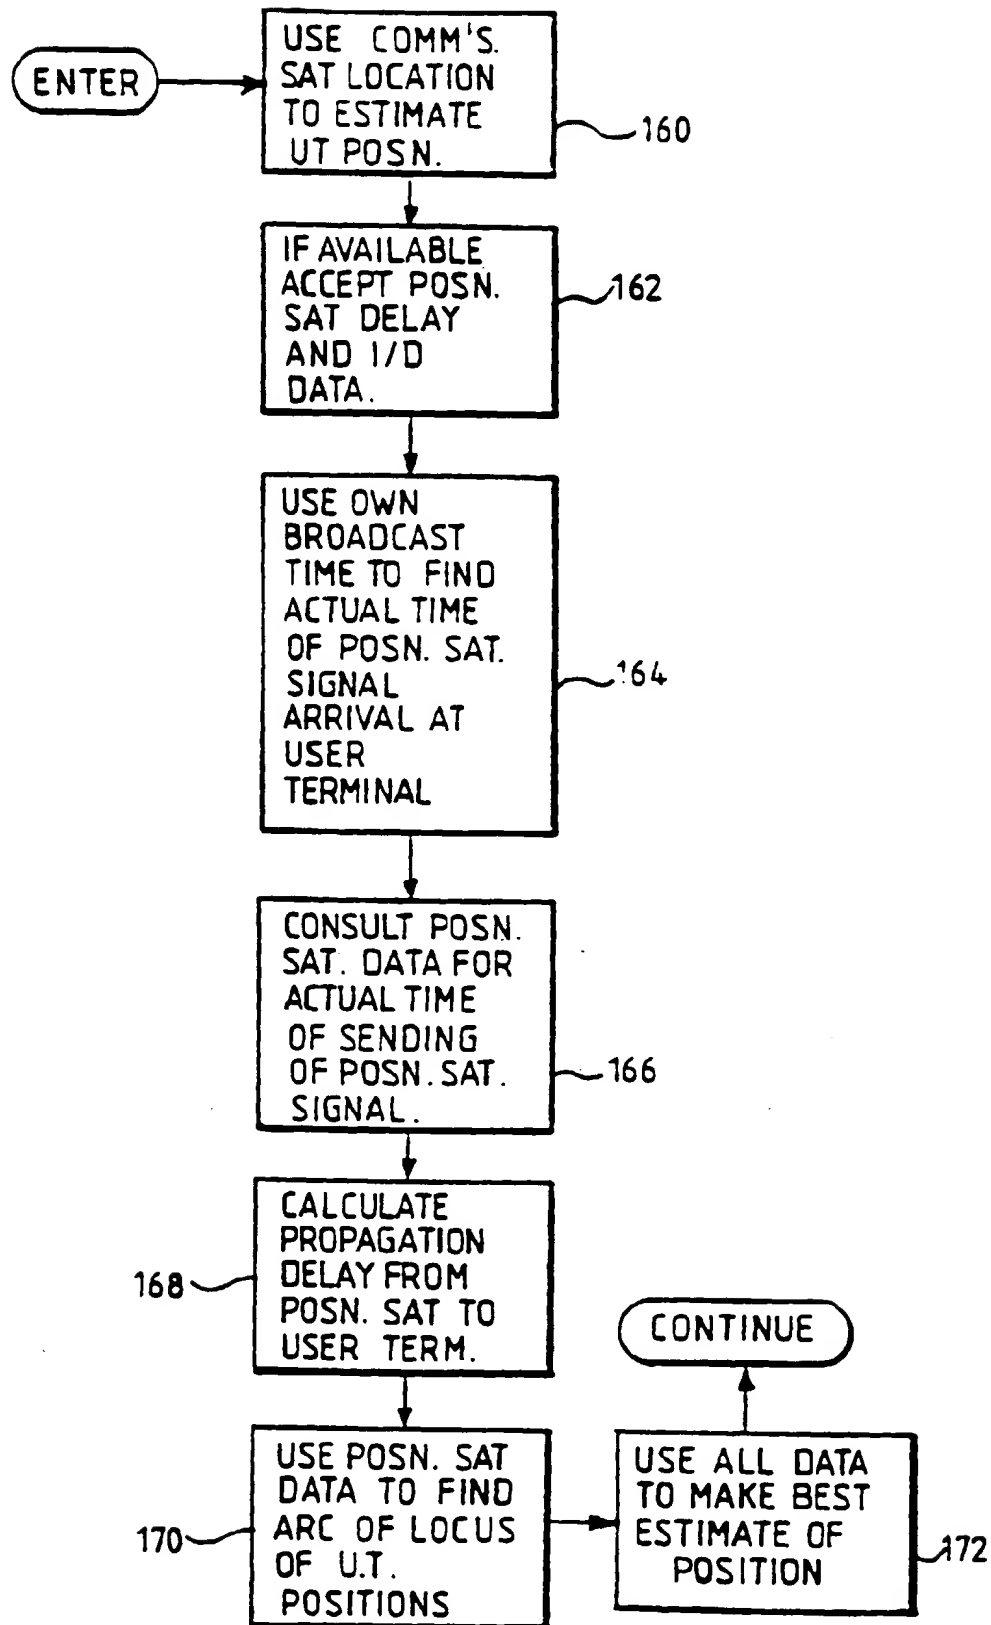 ENTER
USE COMM'S.
SAT LOCATION
TO ESTIMATE
UT POSN.
160
IF AVAILABLE
ACCEPT POSN.
SAT DELAY
AND I/D
DATA.
162
USE OWN
BROADCAST
TIME TO FIND
ACTUAL TIME
OF POSN. SAT.
SIGNAL
ARRIVAL AT
USER
TERMINAL
164
CONSULT POSN.
SAT. DATA FOR
ACTUAL TIME
OF SENDING
OF POSN. SAT.
SIGNAL.
166
CALCULATE
PROPAGATION
DELAY FROM
POSN. SAT TO
USER TERM.
168
USE POSN. SAT
DATA TO FIND
ARC OF LOCUS
OF U.T.
POSITIONS
170
USE ALL DATA
TO MAKE BEST
ESTIMATE OF
POSITION
172
CONTINUE